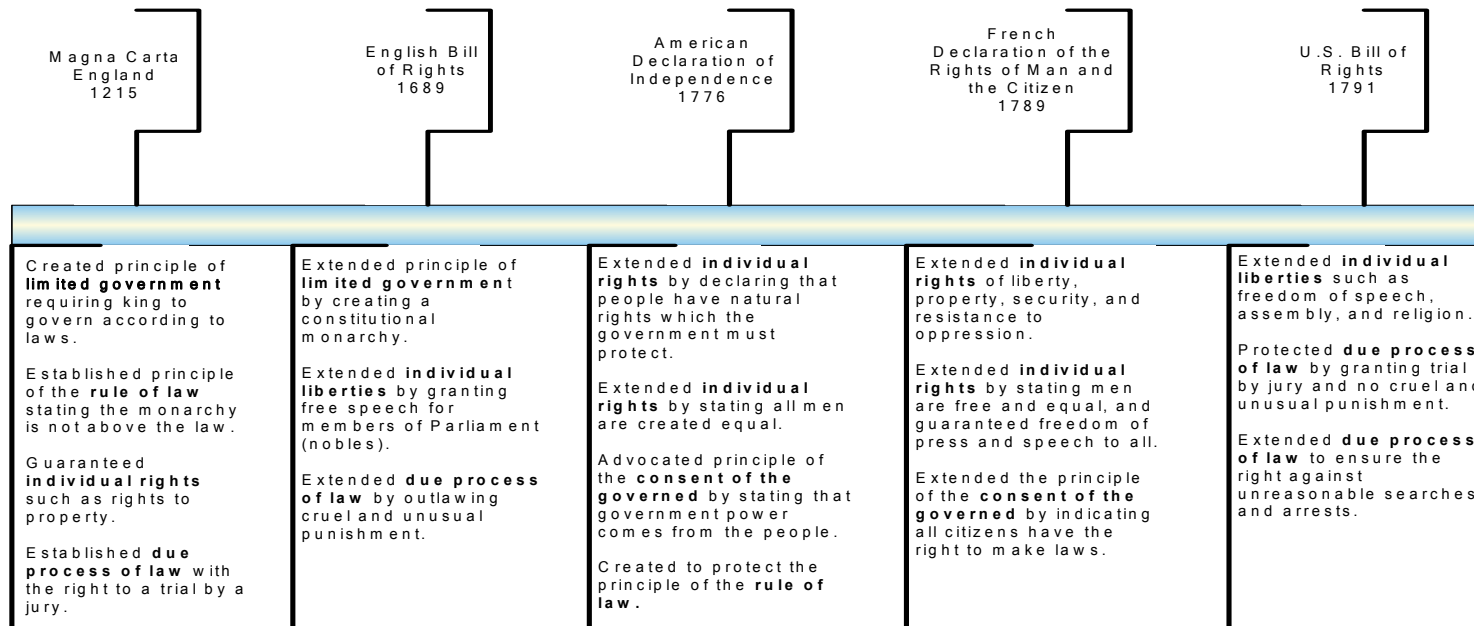 Magna Carta
England
1215
English Bill
of Rights
1689
American
Declaration of
Independence
1776
French
Declaration of the
Rights of Man and
the Citizen
1789
U.S. Bill of
Rights
1791
Created principle of
limited government
requiring king to
govern according to
laws.
Established principle
of the rule of law
stating the monarchy
is not above the law.
Guaranteed
individual rights
such as rights to
property.
Established due
process of law with
the right to a trial by a
jury.
Extended principle of
limited government
by creating a
constitutional
monarchy.
Extended individual
liberties by granting
free speech for
members of Parliament
(nobles).
Extended due process
of law by outlawing
cruel and unusual
punishment.
Extended individual
rights by declaring that
people have natural
rights which the
government must
protect.
Extended individual
rights by stating all men
are created equal.
Advocated principle of
the consent of the
governed by stating that
government power
comes from the people.
Created to protect the
principle of the rule of
law.
Extended individual
rights of liberty,
property, security, and
resistance to
oppression.
Extended individual
rights by stating men
are free and equal, and
guaranteed freedom of
press and speech to all.
Extended the principle
of the consent of the
governed by indicating
all citizens have the
right to make laws.
Extended individual
liberties such as
freedom of speech,
assembly, and religion.
Protected due process
of law by granting trial
by jury and no cruel and
unusual punishment.
Extended due process
of law to ensure the
right against
unreasonable searches
and arrests.